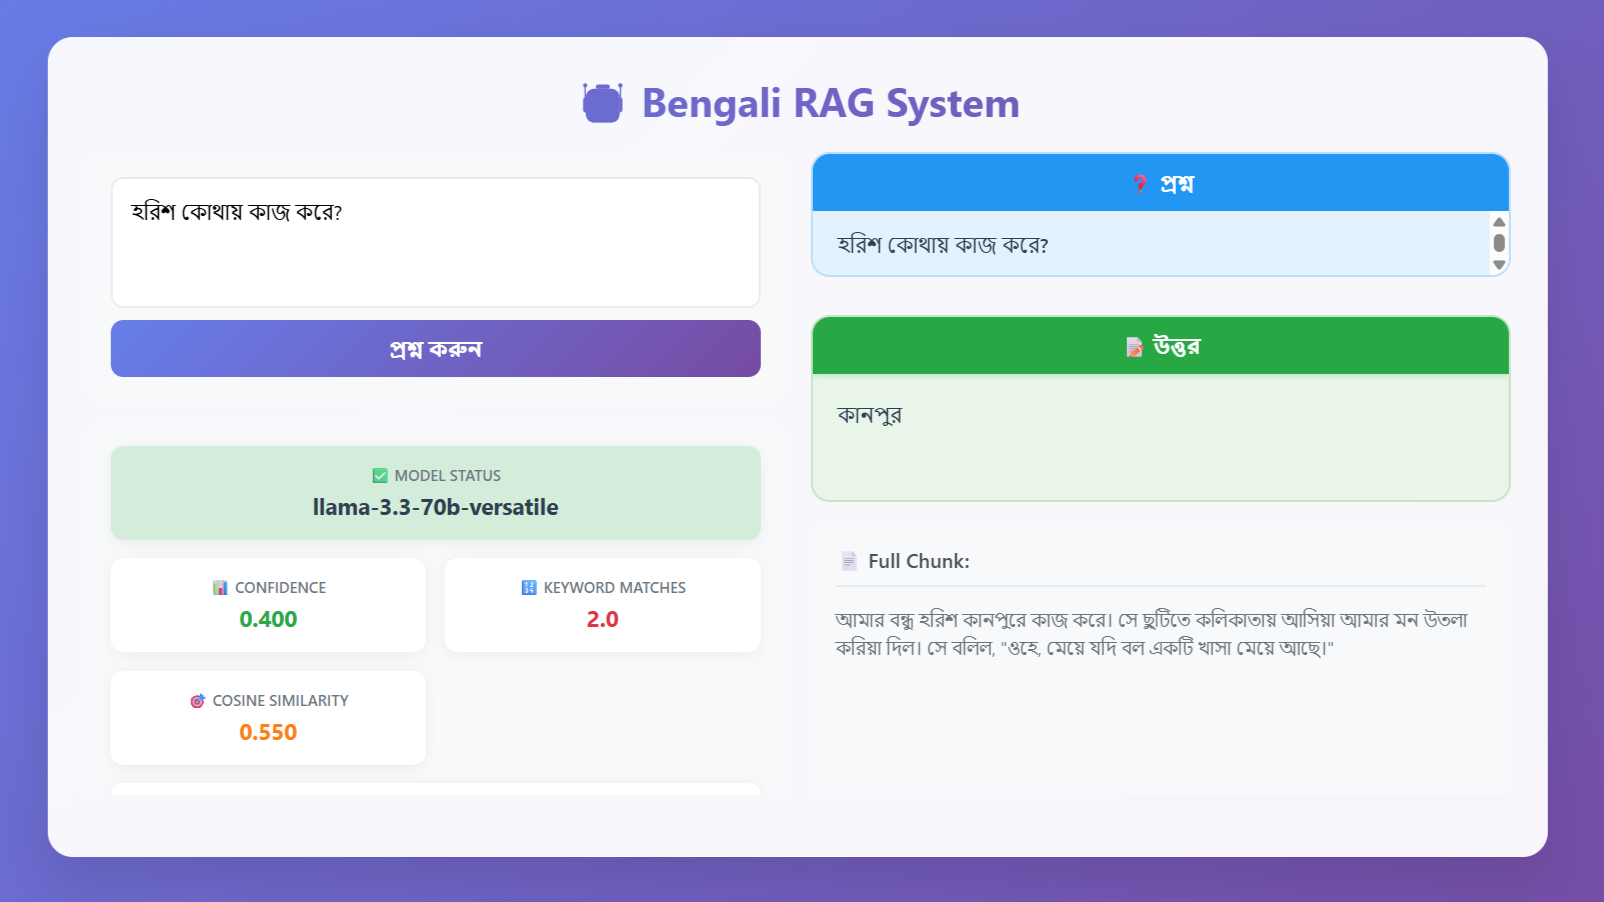 Bengali RAG System
হরিশ কোথায় কাজ করে?
প্রশ্ন করুন
MODEL STATUS
llama-3.3-70b-versatile
CONFIDENCE
0.400
KEYWORD MATCHES
2.0
COSINE SIMILARITY
0.550
প্রশ্ন
হরিশ কোথায় কাজ করে?
উত্তর
কানপুর
Full Chunk:
আমার বন্ধু হরিশ কানপুরে কাজ করে। সে ছুটিতে কলিকাতায় আসিয়া আমার মন উতলা
করিয়া দিল। সে বলিল, "ওহে, মেয়ে যদি বল একটি খাসা মেয়ে আছে।"